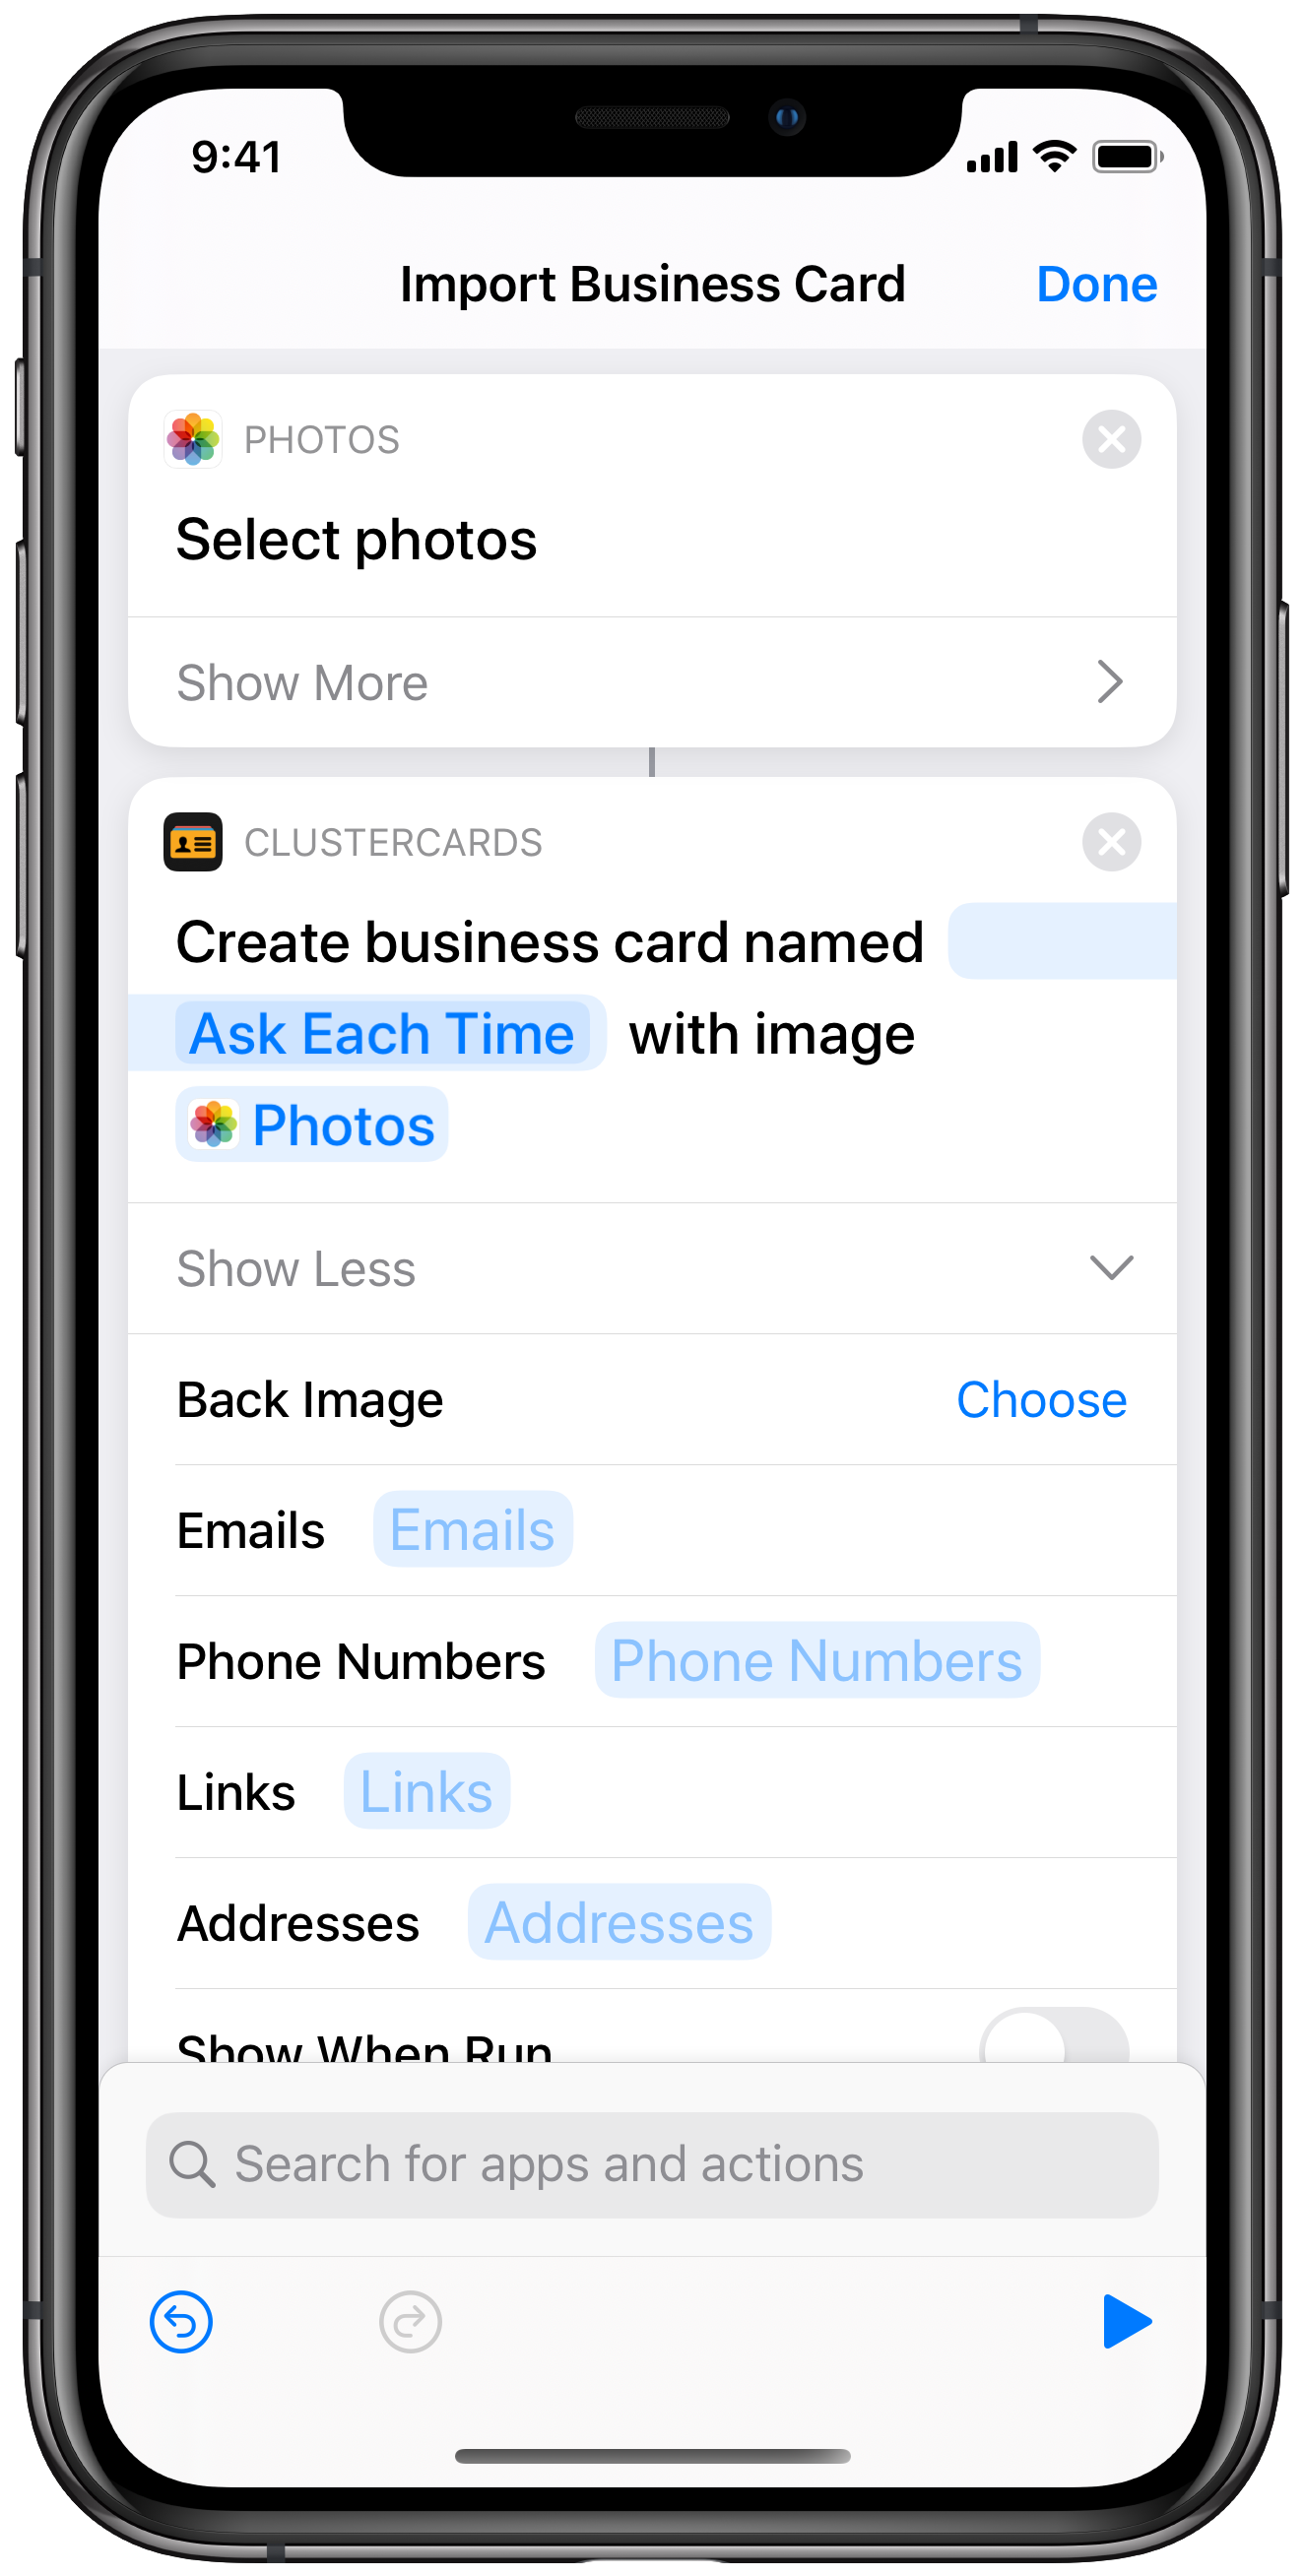 9:41
Import Business Card Done
PHOTOS
Select photos
Show More
CLUSTERCARDS
Create business card named
Ask Each Time with image
Photos
Show Less
Back Image Choose
Emails Emails
Phone Numbers Phone Numbers
Links Links
Addresses Addresses
Show When Run
Search for apps and actions